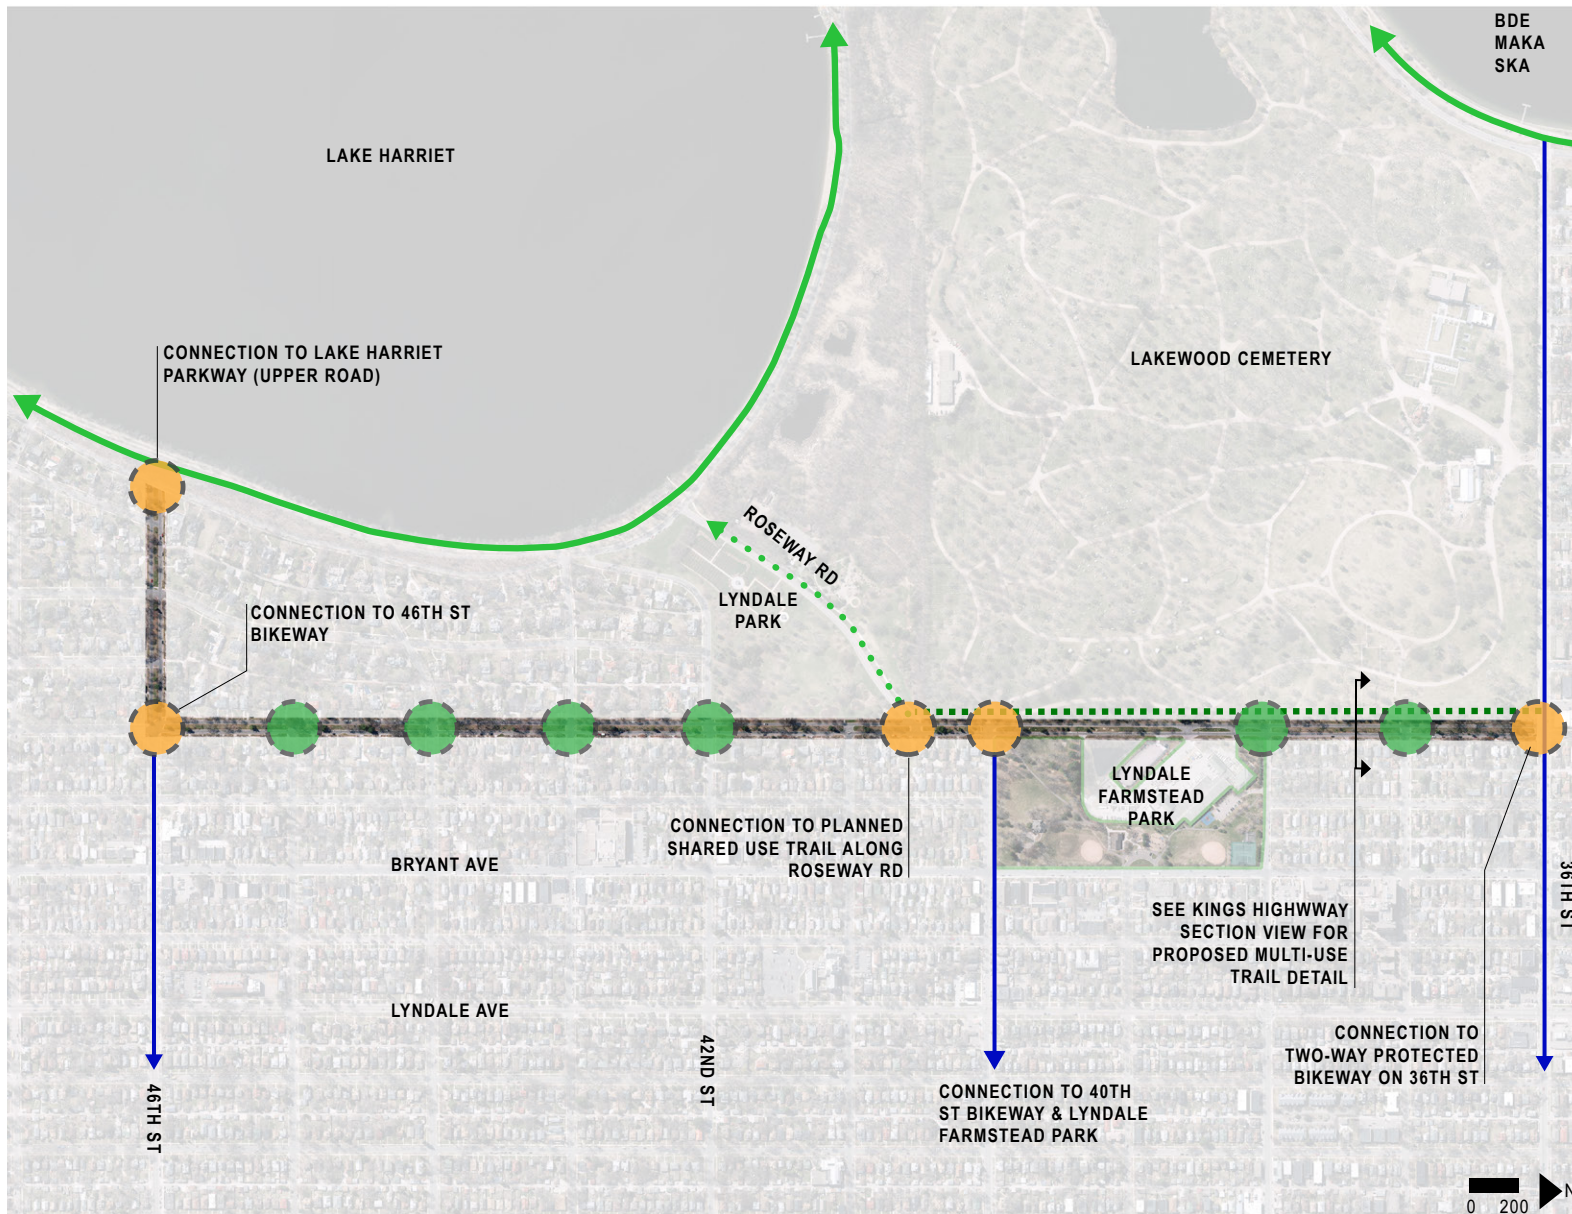 BDE
MAKA
SKA
LAKE HARRIET
CONNECTION TO LAKE HARRIET
PARKWAY (UPPER ROAD)
LAKEWOOD CEMETERY
ROSEWAY RD
LYNDALE
PARK
CONNECTION TO 46TH ST
BIKEWAY
LYNDALE
FARMSTEAD
PARK
CONNECTION TO PLANNED
SHARED USE TRAIL ALONG
ROSEWAY RD
BRYANT AVE
36TH ST
SEE KINGS HIGHWWAY
SECTION VIEW FOR
PROPOSED MULTI-USE
TRAIL DETAIL
LYNDALE AVE
CONNECTION TO
TWO-WAY PROTECTED
BIKEWAY ON 36TH ST
42ND ST
46TH ST
CONNECTION TO 40TH
ST BIKEWAY & LYNDALE
FARMSTEAD PARK
N
0 200